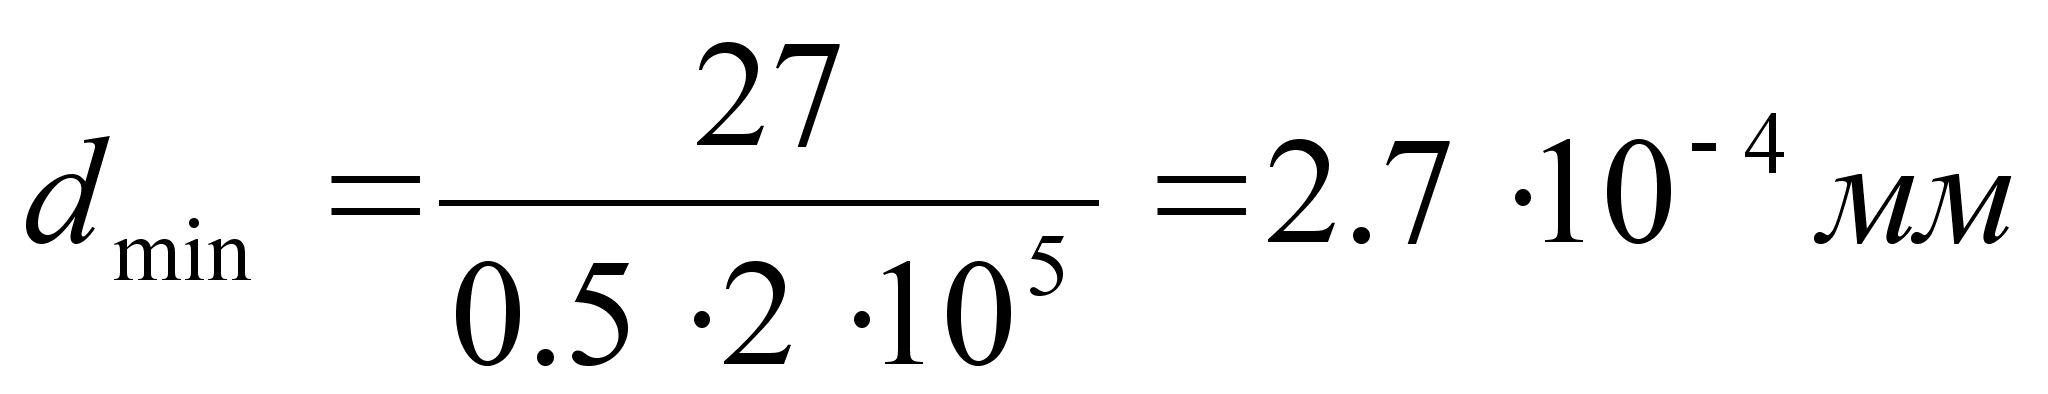 d_min = 27 / (0.5 · 2 · 10^5) = 2.7 · 10^-4 мм